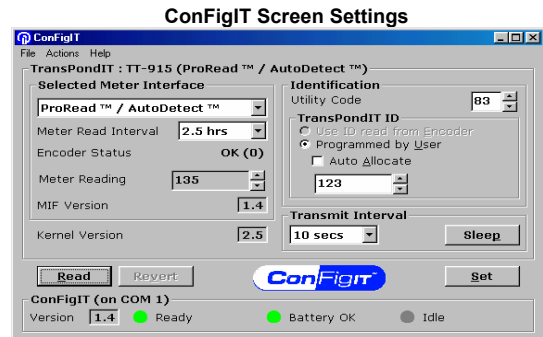 ConFigIT Screen Settings
ConFigIT
File Actions Help
TransPondIT : TT-915 (ProRead ™ / AutoDetect ™)
Selected Meter Interface
ProRead ™ / AutoDetect ™
Meter Read Interval 2.5 hrs
Encoder Status OK (0)
Meter Reading 135
MIF Version 1.4
Kernel Version 2.5
Identification
Utility Code 83
TransPondIT ID
Use ID read from Encoder
Programmed by User
Auto Allocate
123
Transmit Interval
10 secs Sleep
Read Revert ConFigIT Set
ConFigIT (on COM 1)
Version 1.4 Ready Battery OK Idle